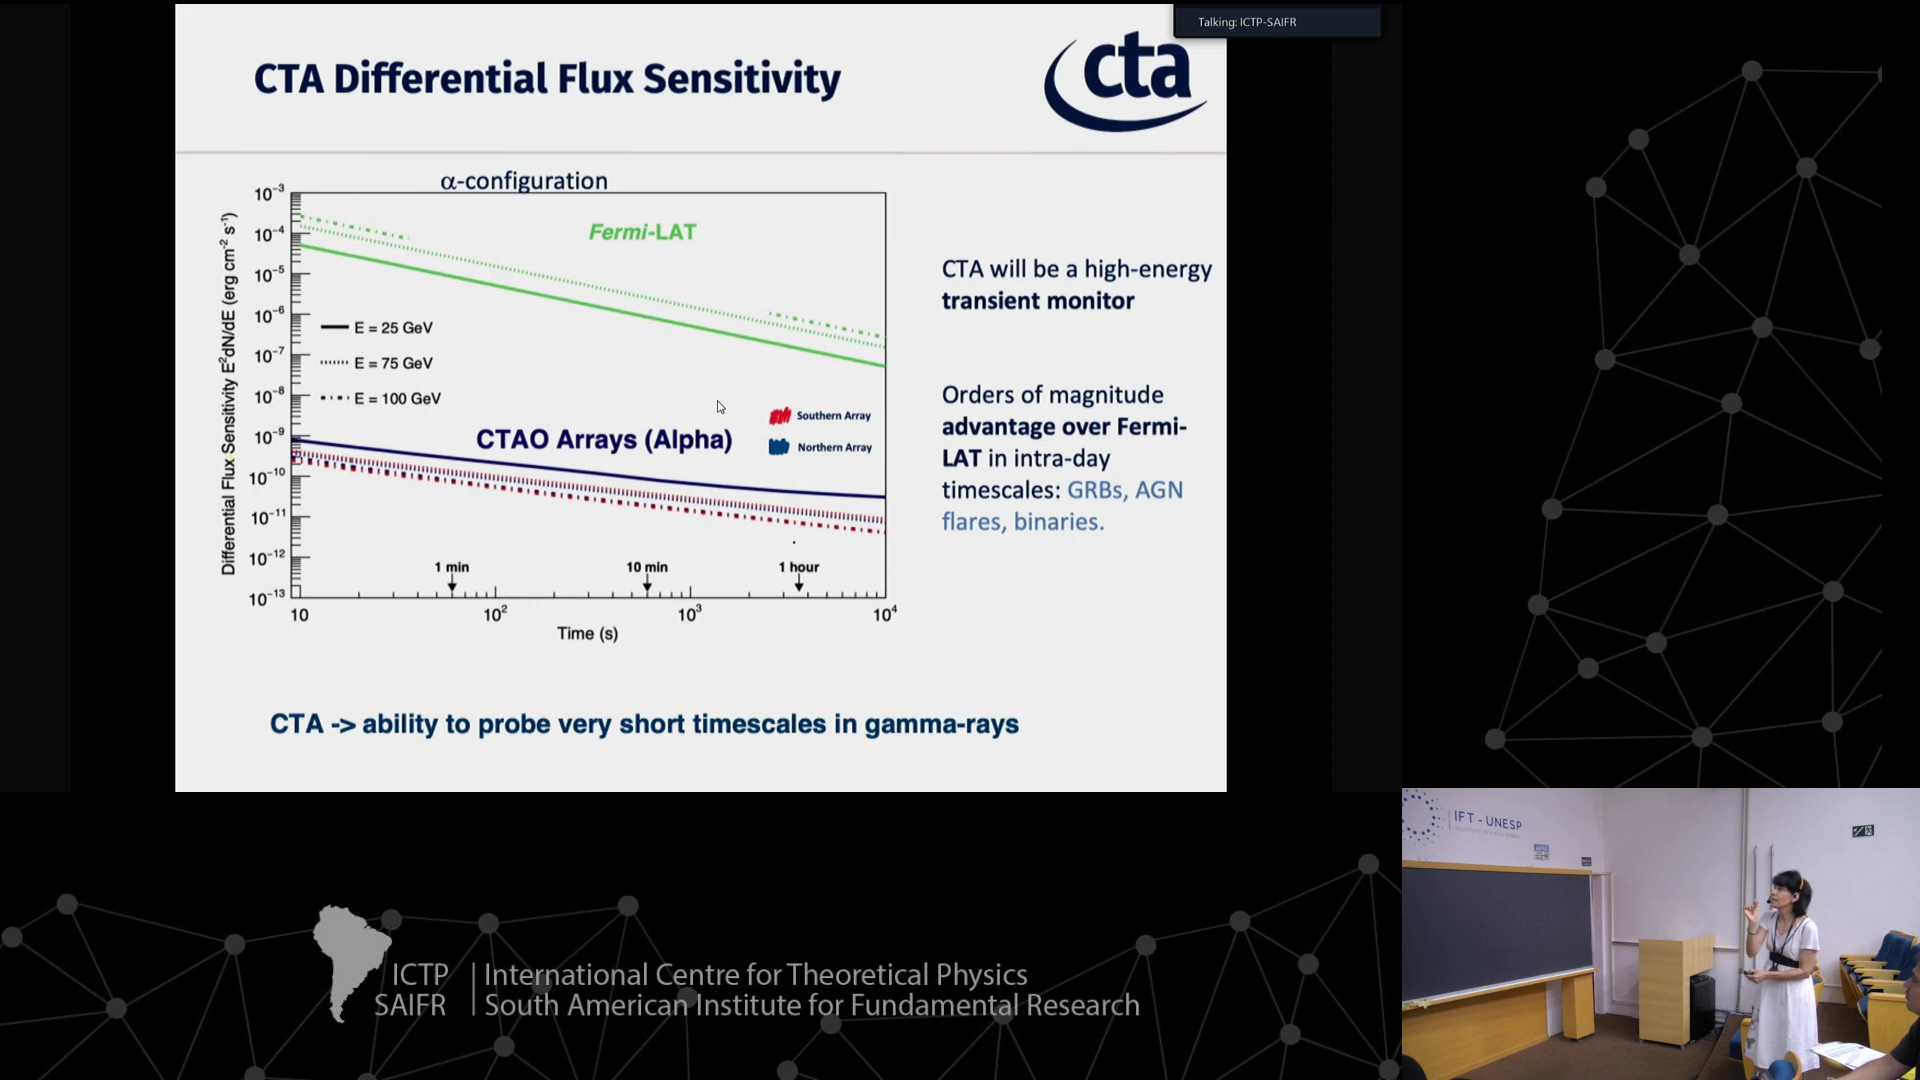 Talking: ICTP-SAIFR
CTA Differential Flux Sensitivity
cta
α-configuration
Differential Flux Sensitivity E²dN/dE (erg cm⁻² s⁻¹)
10⁻³
10⁻⁴
10⁻⁵
10⁻⁶
10⁻⁷
10⁻⁸
10⁻⁹
10⁻¹⁰
10⁻¹¹
10⁻¹²
10⁻¹³
Fermi-LAT
E = 25 GeV
E = 75 GeV
E = 100 GeV
CTAO Arrays (Alpha)
Southern Array
Northern Array
1 min
10 min
1 hour
10
10²
10³
10⁴
Time (s)
CTA will be a high-energy
transient monitor
Orders of magnitude
advantage over Fermi-
LAT in intra-day
timescales: GRBs, AGN
flares, binaries.
CTA -> ability to probe very short timescales in gamma-rays
IFT - UNESP
ICTP
SAIFR
International Centre for Theoretical Physics
South American Institute for Fundamental Research